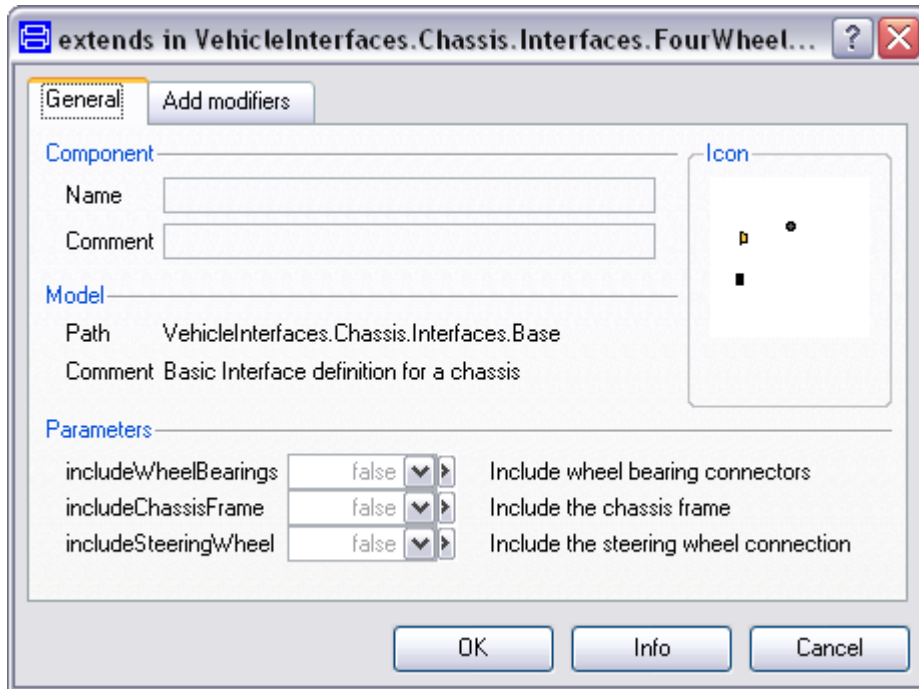 extends in VehicleInterfaces.Chassis.Interfaces.FourWheel... ?
General Add modifiers
Component Icon
Name
Comment
Model
Path VehicleInterfaces.Chassis.Interfaces.Base
Comment Basic Interface definition for a chassis
Parameters
includeWheelBearings false Include wheel bearing connectors
includeChassisFrame false Include the chassis frame
includeSteeringWheel false Include the steering wheel connection
OK Info Cancel